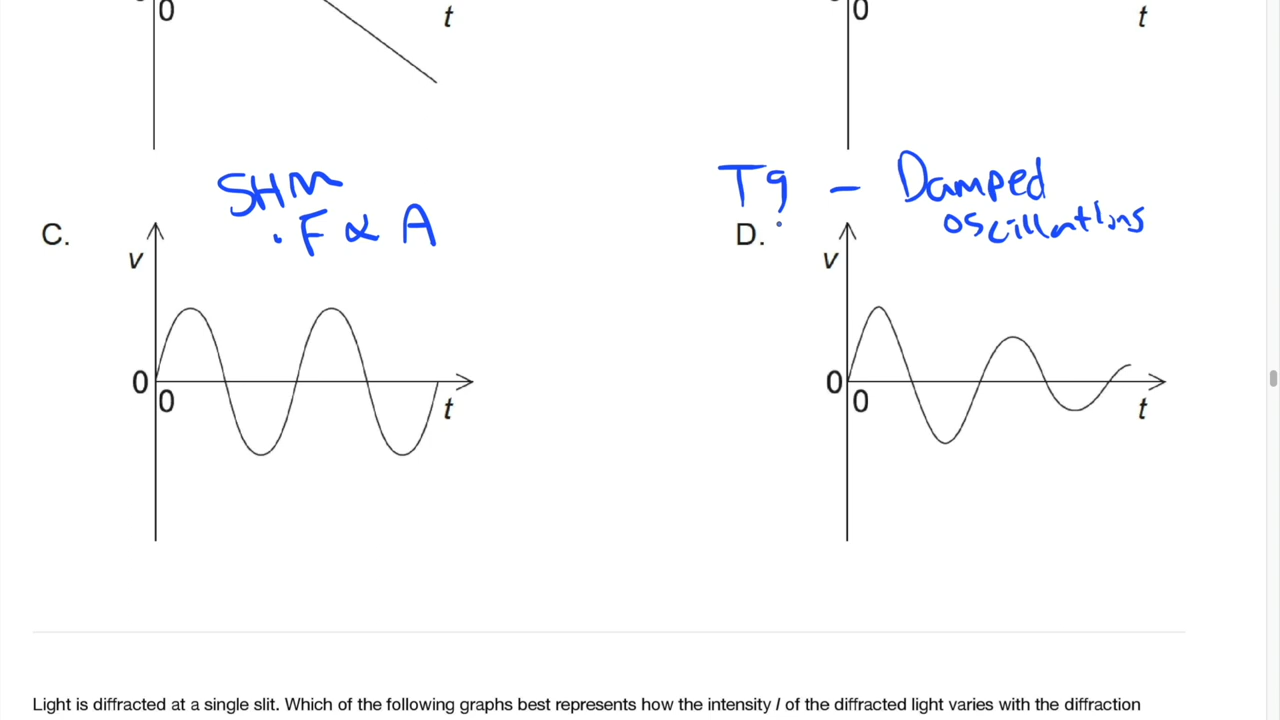 0
t
0
t
SHM
. F ∝ A
T9 - Damped
oscillations
C.
v
0
0
t
D.
v
0
0
t
Light is diffracted at a single slit. Which of the following graphs best represents how the intensity I of the diffracted light varies with the diffraction